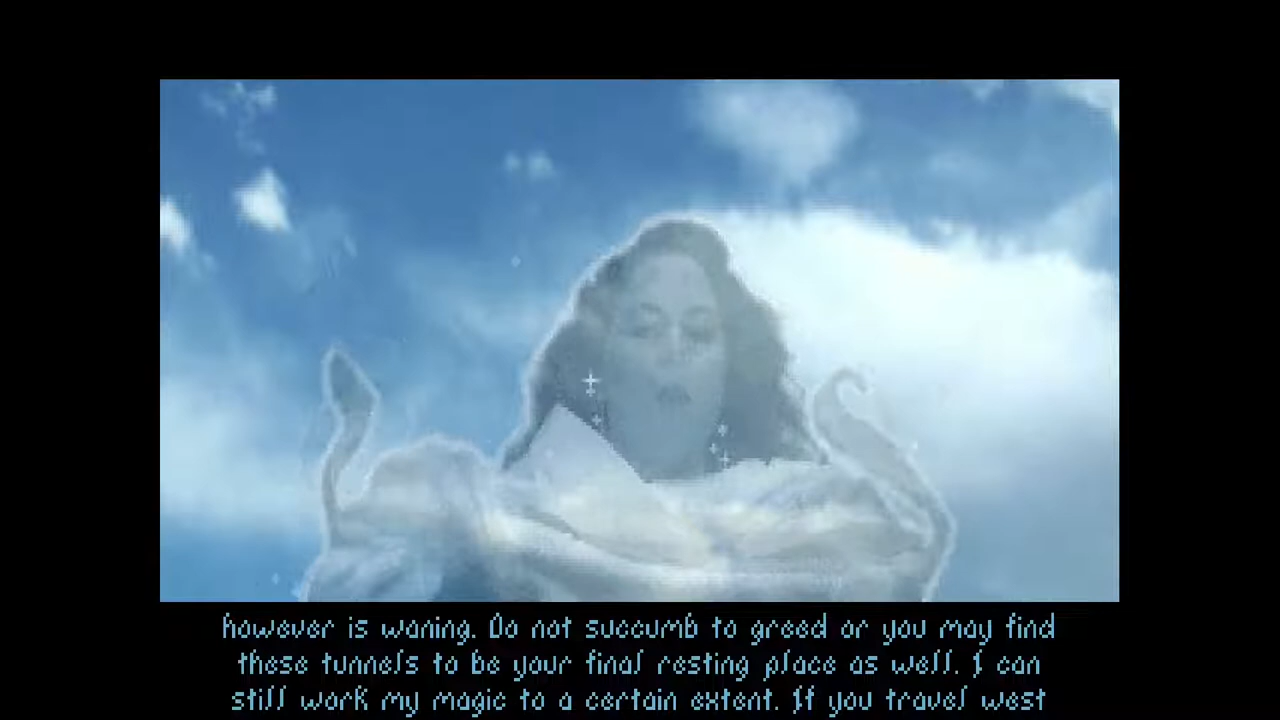 however is waning. Do not succumb to greed or you may find
these tunnels to be your final resting place as well. I can
still work my magic to a certain extent. If you travel west